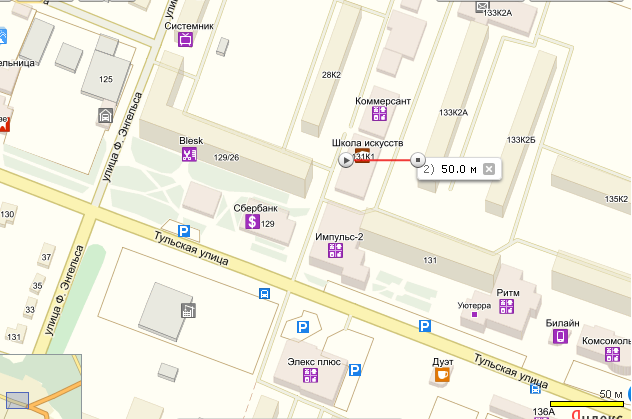 133К2А
Системник
125
28К2
Коммерсант
133К2А
133К2Б
Школа искусств
131К1
2) 50.0 м
Blesk
129/26
улица Ф. Энгельса
135К2
130
Сбербанк
129
P
Тульская улица
Импульс-2
131
37
35
33
131
улица Ф. Энгельса
Ритм
Уютерра
Билайн
P
P
Комсомоль
Элекс плюс
P
Дуэт
Тульская улица
136А
50 м
Яндекс